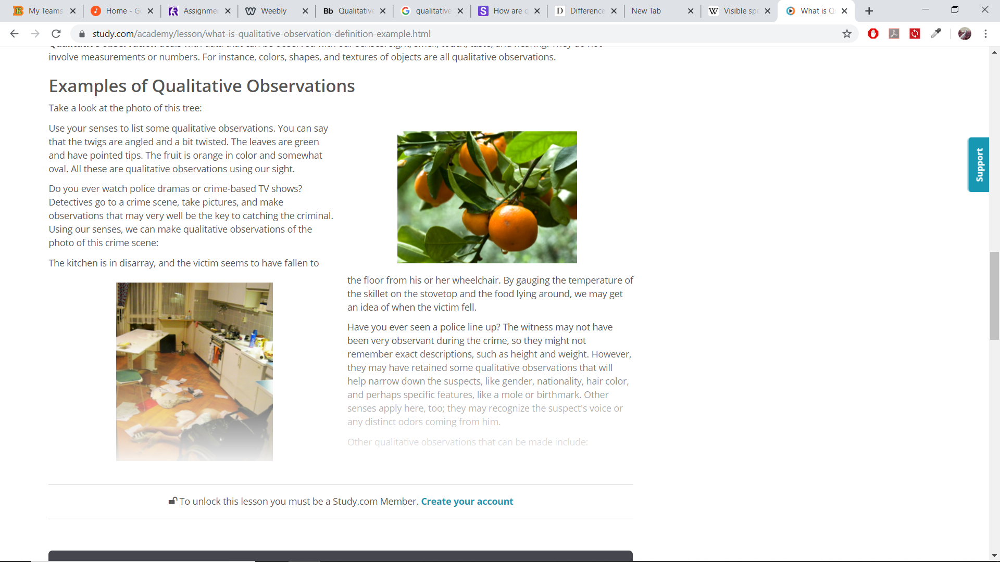 My Teams
Home - G
Assignme
Weebly
Bb Qualitative
qualitative
How are q
Difference
New Tab
Visible spe
What is Q
study.com/academy/lesson/what-is-qualitative-observation-definition-example.html
involve measurements or numbers. For instance, colors, shapes, and textures of objects are all qualitative observations.
Examples of Qualitative Observations
Take a look at the photo of this tree:
Use your senses to list some qualitative observations. You can say
that the twigs are angled and a bit twisted. The leaves are green
and have pointed tips. The fruit is orange in color and somewhat
oval. All these are qualitative observations using our sight.
Do you ever watch police dramas or crime-based TV shows?
Detectives go to a crime scene, take pictures, and make
observations that may very well be the key to catching the criminal.
Using our senses, we can make qualitative observations of the
photo of this crime scene:
The kitchen is in disarray, and the victim seems to have fallen to
the floor from his or her wheelchair. By gauging the temperature of
the skillet on the stovetop and the food lying around, we may get
an idea of when the victim fell.
Have you ever seen a police line up? The witness may not have
been very observant during the crime, so they might not
remember exact descriptions, such as height and weight. However,
they may have retained some qualitative observations that will
help narrow down the suspects, like gender, nationality, hair color,
and perhaps specific features, like a mole or birthmark. Other
senses apply here, too; they may recognize the suspect's voice or
any distinct odors coming from him.
Other qualitative observations that can be made include:
To unlock this lesson you must be a Study.com Member. Create your account
Support